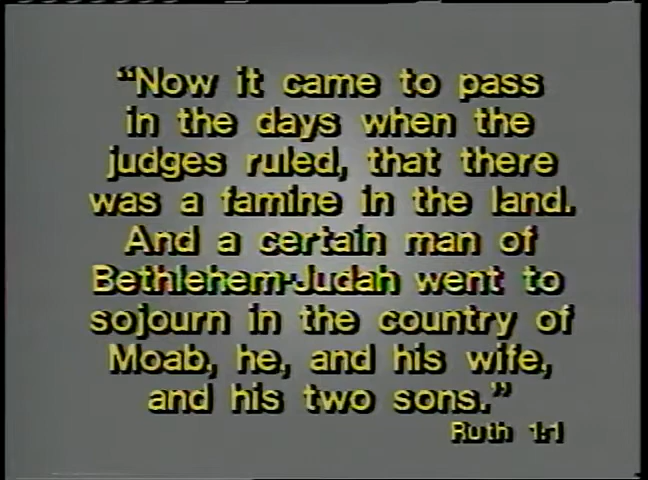 “Now it came to pass
in the days when the
judges ruled, that there
was a famine in the land.
And a certain man of
Bethlehem-Judah went to
sojourn in the country of
Moab, he, and his wife,
and his two sons.”
Ruth 1:1